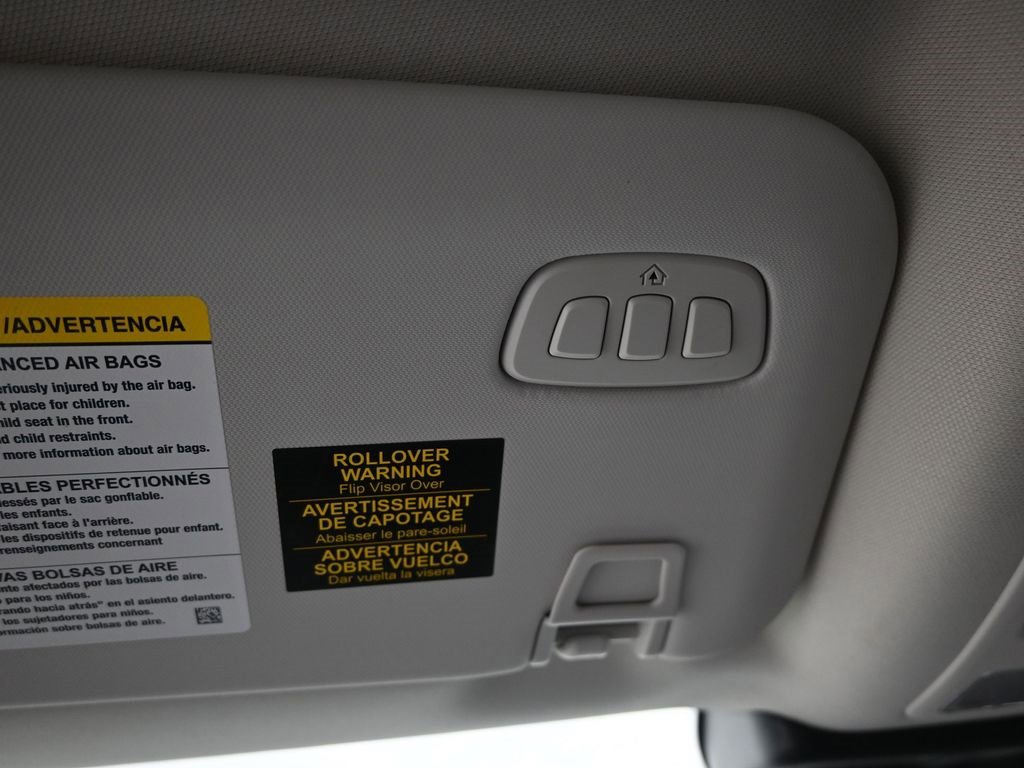 /ADVERTENCIA
NCED AIR BAGS
eriously injured by the air bag.
t place for children.
hild seat in the front.
d child restraints.
more information about air bags.
BLES PERFECTIONNÉS
lessés par le sac gonflable.
les enfants.
faisant face à l'arrière.
les dispositifs de retenue pour enfant.
renseignements concernant
AS BOLSAS DE AIRE
nte afectados por las bolsas de aire.
para los niños.
rando hacia atrás" en el asiento delantero.
los sujetadores para niños.
ormación sobre bolsas de aire.
ROLLOVER
WARNING
Flip Visor Over
AVERTISSEMENT
DE CAPOTAGE
Abaisser le pare-soleil
ADVERTENCIA
SOBRE VUELCO
Dar vuelta la visera